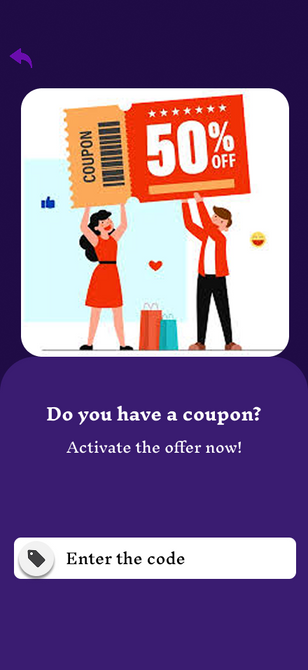 COUPON
50%
OFF
Do you have a coupon?
Activate the offer now!
Enter the code